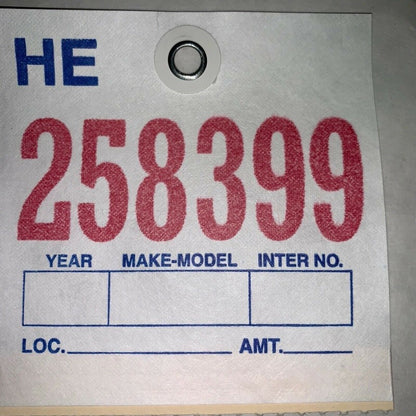 HE
258399
YEAR MAKE-MODEL INTER NO.
LOC. AMT.